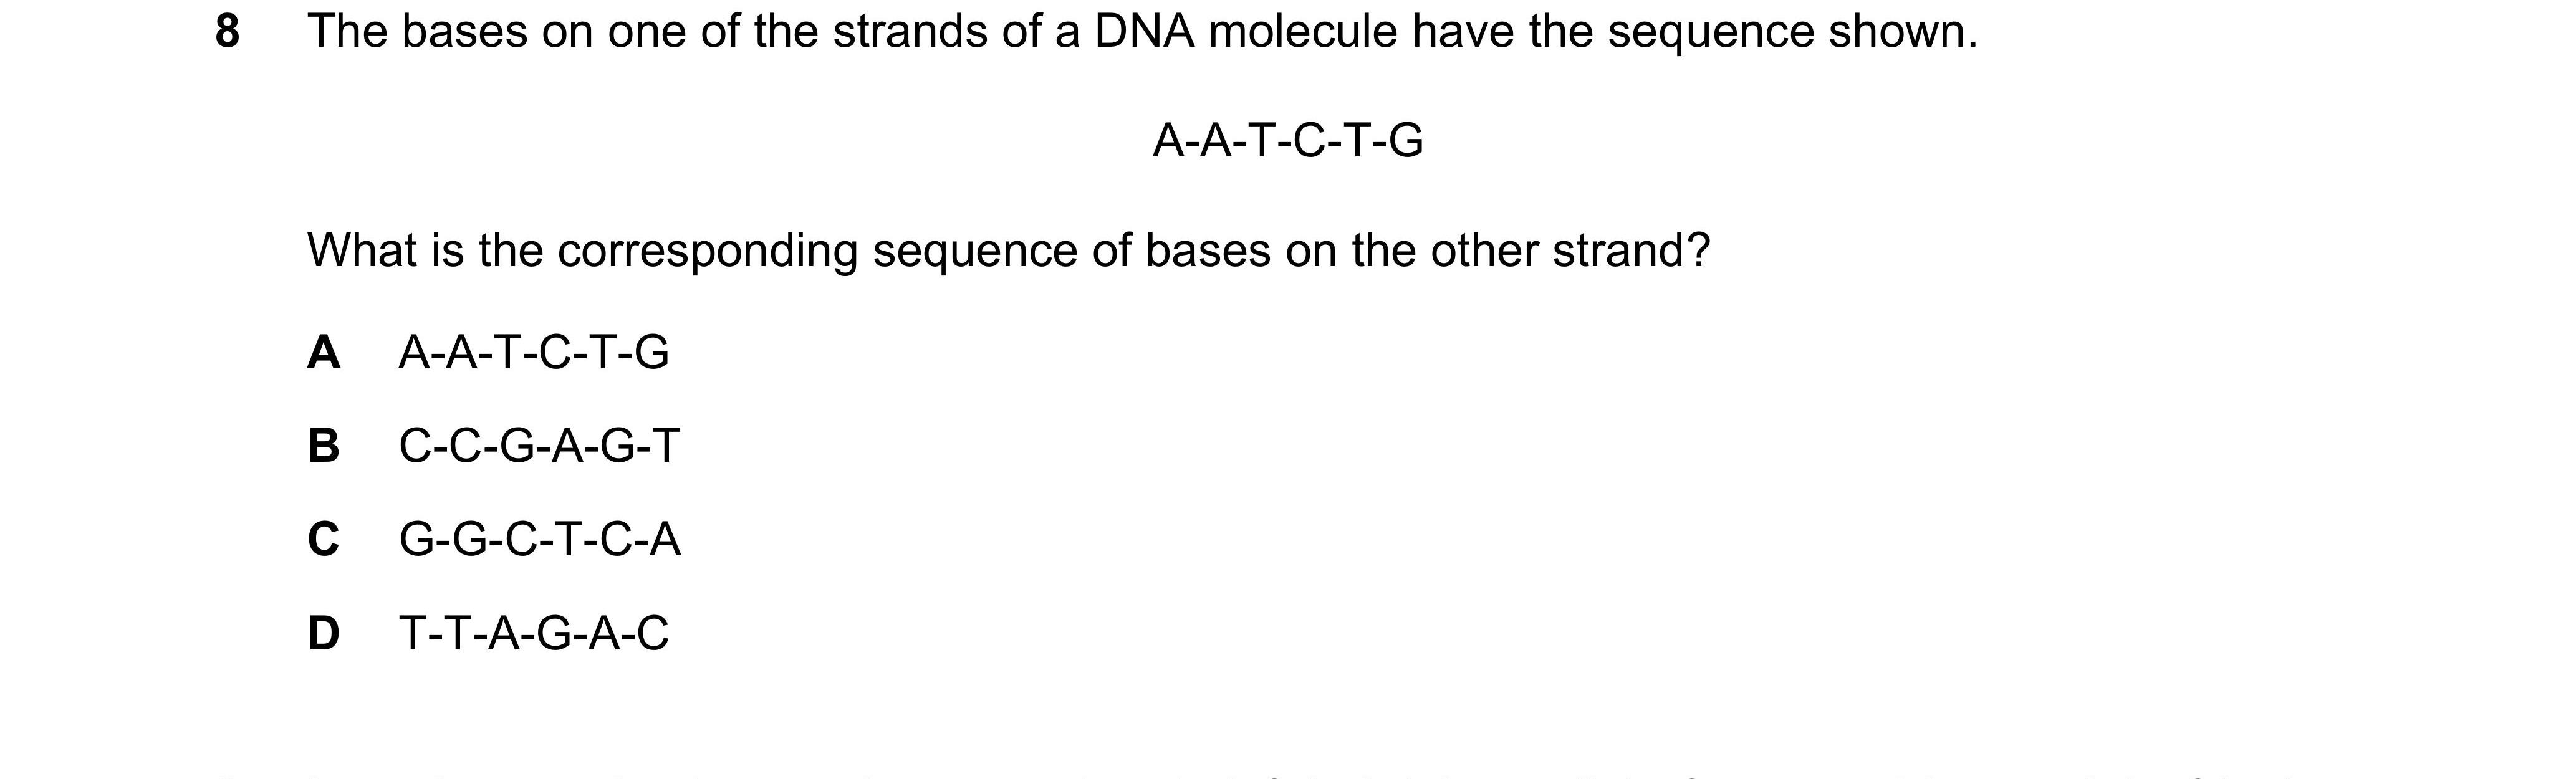 8 The bases on one of the strands of a DNA molecule have the sequence shown.
A-A-T-C-T-G
What is the corresponding sequence of bases on the other strand?
A A-A-T-C-T-G
B C-C-G-A-G-T
C G-G-C-T-C-A
D T-T-A-G-A-C